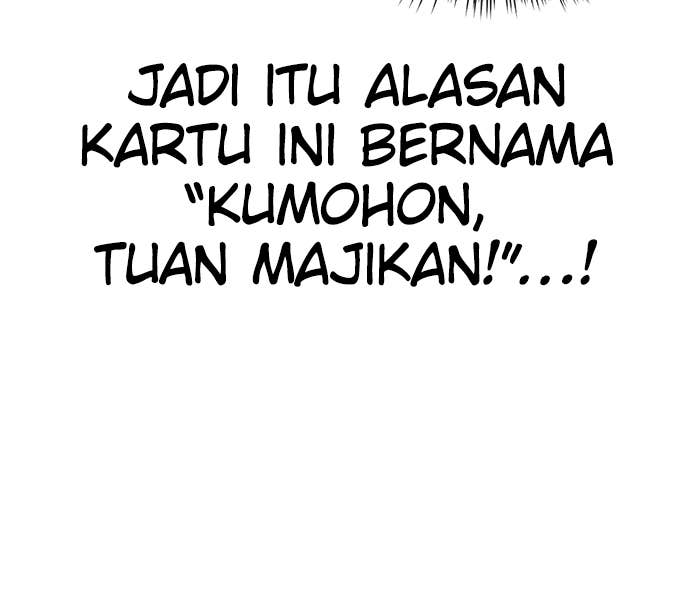 JADI ITU ALASAN
KARTU INI BERNAMA
“KUMOHON,
TUAN MAJIKAN!”...!